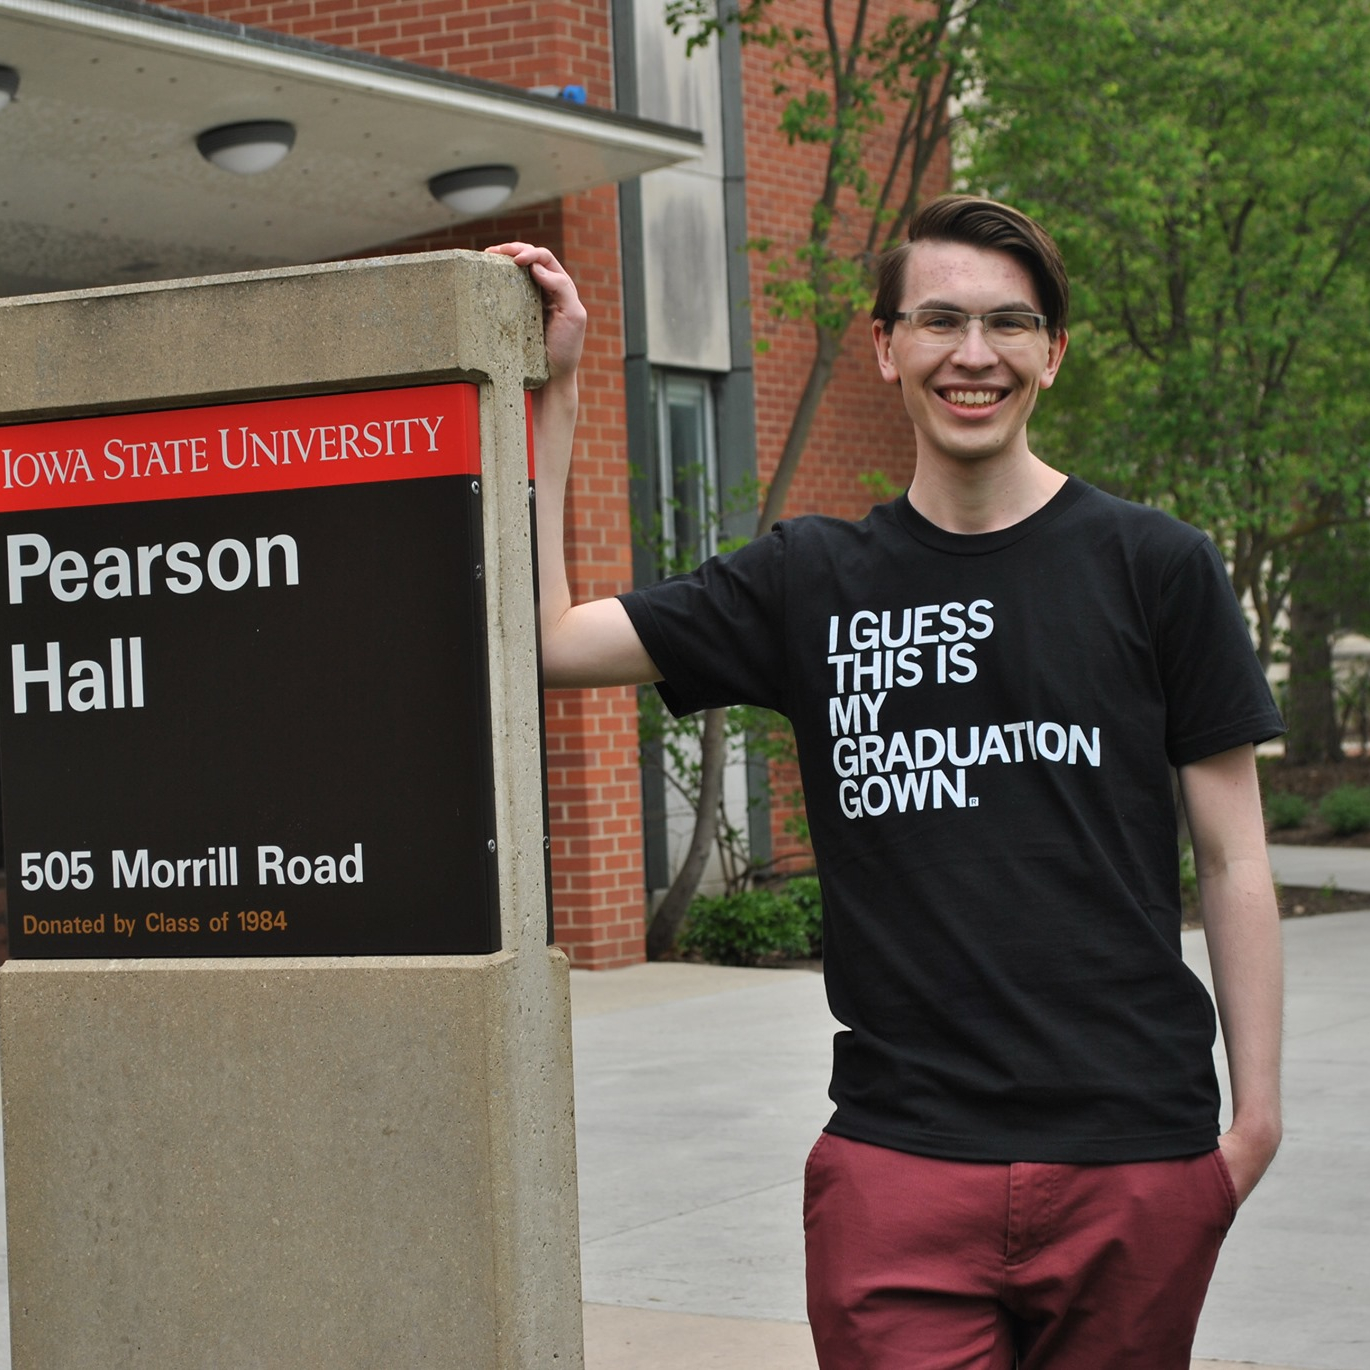 IOWA STATE UNIVERSITY
Pearson
Hall
505 Morrill Road
Donated by Class of 1984
I GUESS
THIS IS
MY
GRADUATION
GOWN.
R